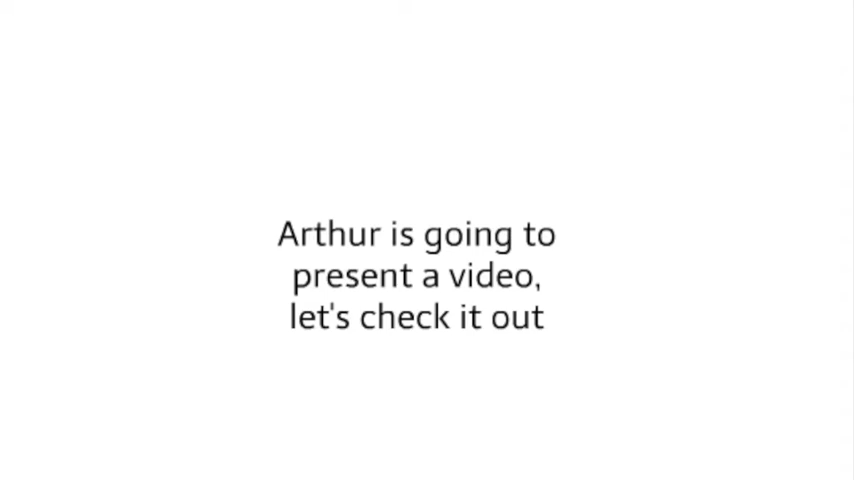 Arthur is going to
present a video,
let's check it out